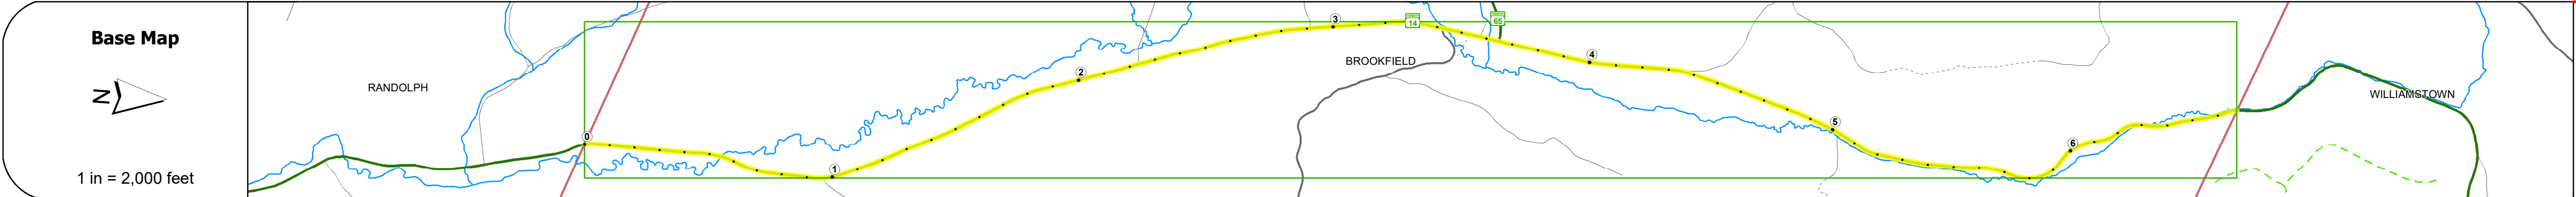 Base Map
N
1 in = 2,000 feet
RANDOLPH
0
1
2
3
14
BROOKFIELD
65
4
5
6
WILLIAMSTOWN